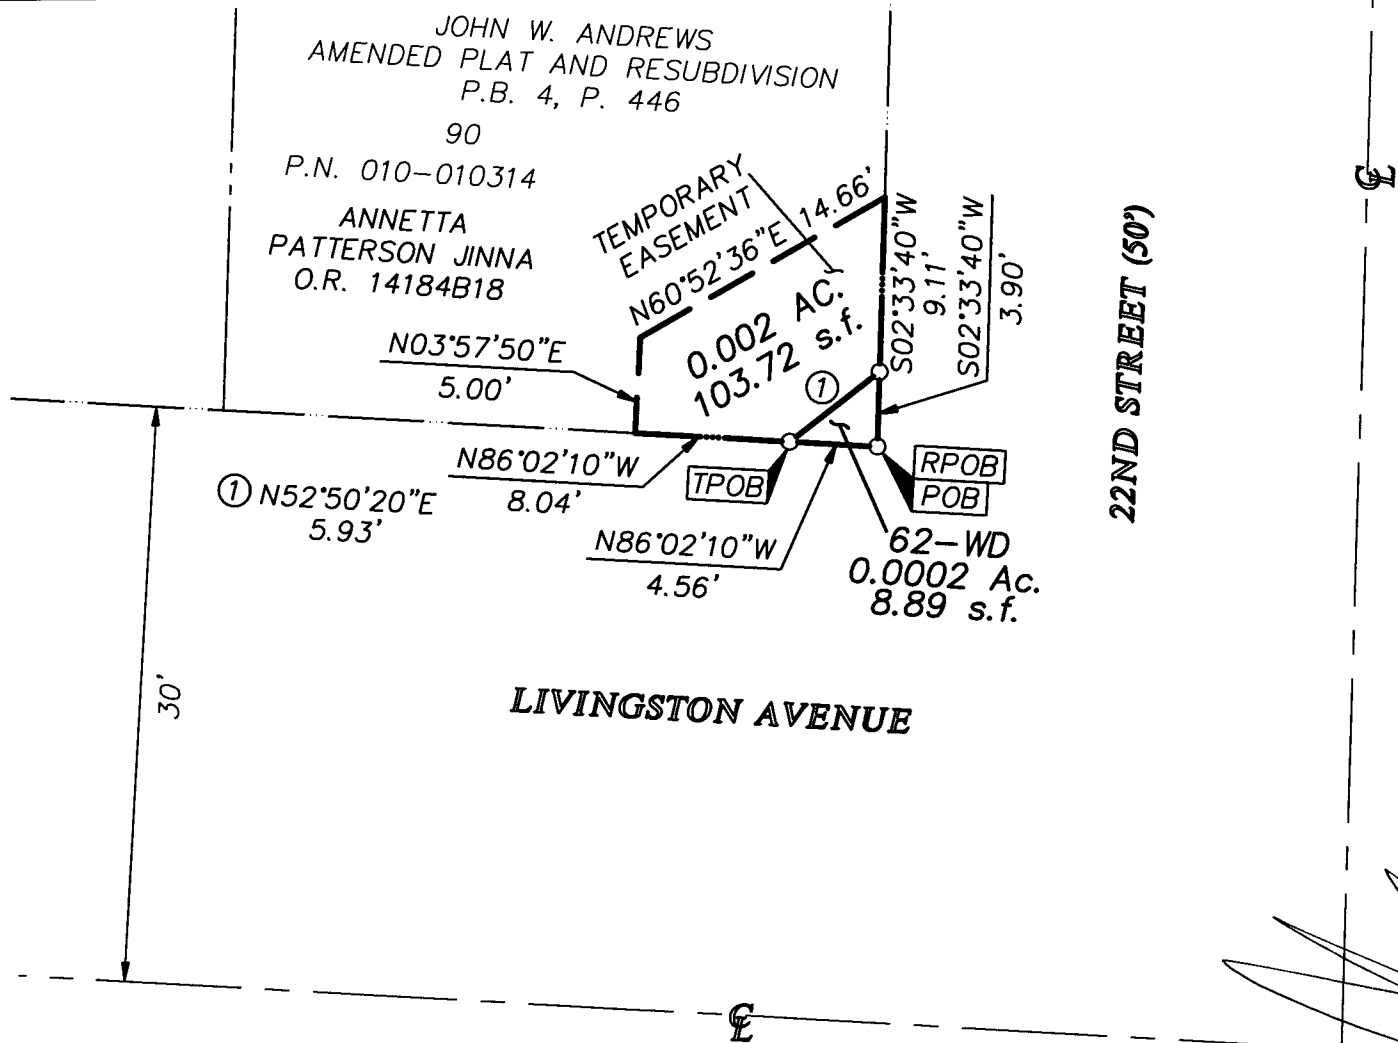 JOHN W. ANDREWS
AMENDED PLAT AND RESUBDIVISION
P.B. 4, P. 446
90
P.N. 010-010314
ANNETTA
PATTERSON JINNA
O.R. 14184B18
TEMPORARY
EASEMENT
N60°52'36"E 14.66'
0.002 AC.
103.72 s.f.
S02°33'40"W
9.11'
S02°33'40"W
3.90'
22ND STREET (50')
℄
N03°57'50"E
5.00'
1
N86°02'10"W
8.04'
TPOB
RPOB
POB
1 N52°50'20"E
5.93'
N86°02'10"W
4.56'
62-WD
0.0002 Ac.
8.89 s.f.
30'
LIVINGSTON AVENUE
℄